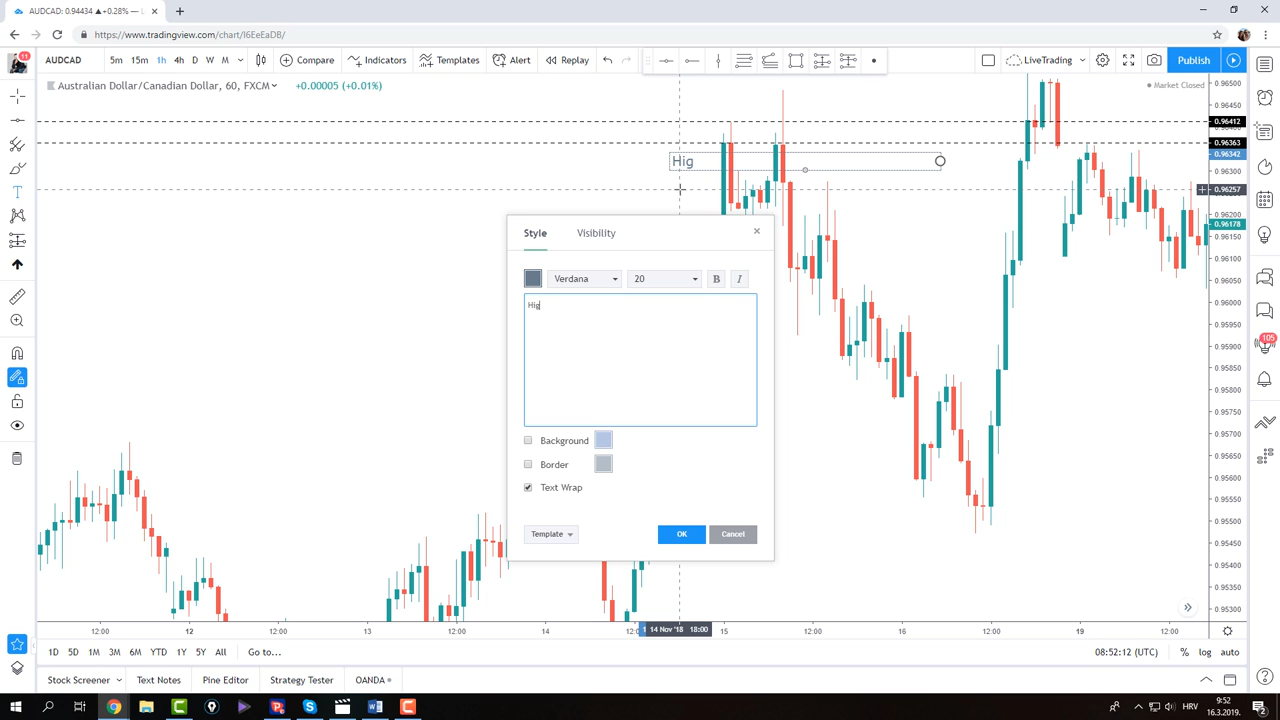 AUDCAD: 0.94434 ▲+0.28% —
https://www.tradingview.com/chart/I6EeEaDB/
11
AUDCAD 5m 15m 1h 4h D W M Compare Indicators Templates Alert Replay LiveTrading Publish
Australian Dollar/Canadian Dollar, 60, FXCM +0.00005 (+0.01%)
Market Closed
0.96500
0.96450
0.96412
0.96400
0.96363
0.96342
0.96300
0.96257
0.96200
0.96178
0.96150
0.96100
0.96050
0.96000
0.95950
0.95900
0.95850
0.95800
0.95750
0.95700
0.95650
0.95600
0.95550
0.95500
0.95450
0.95400
0.95350
0.95300
Hig
Style Visibility
Verdana 20 B I
Hig
Background
Border
Text Wrap
Template OK Cancel
105
12:00 12 12:00 13 12:00 14 14 Nov '18 18:00 15 12:00 16 12:00 19 12:00
1D 5D 1M 3M 6M YTD 1Y 5Y All Go to... 08:52:12 (UTC) % log auto
Stock Screener Text Notes Pine Editor Strategy Tester OANDA
HRV 9:52
16.3.2019.
2